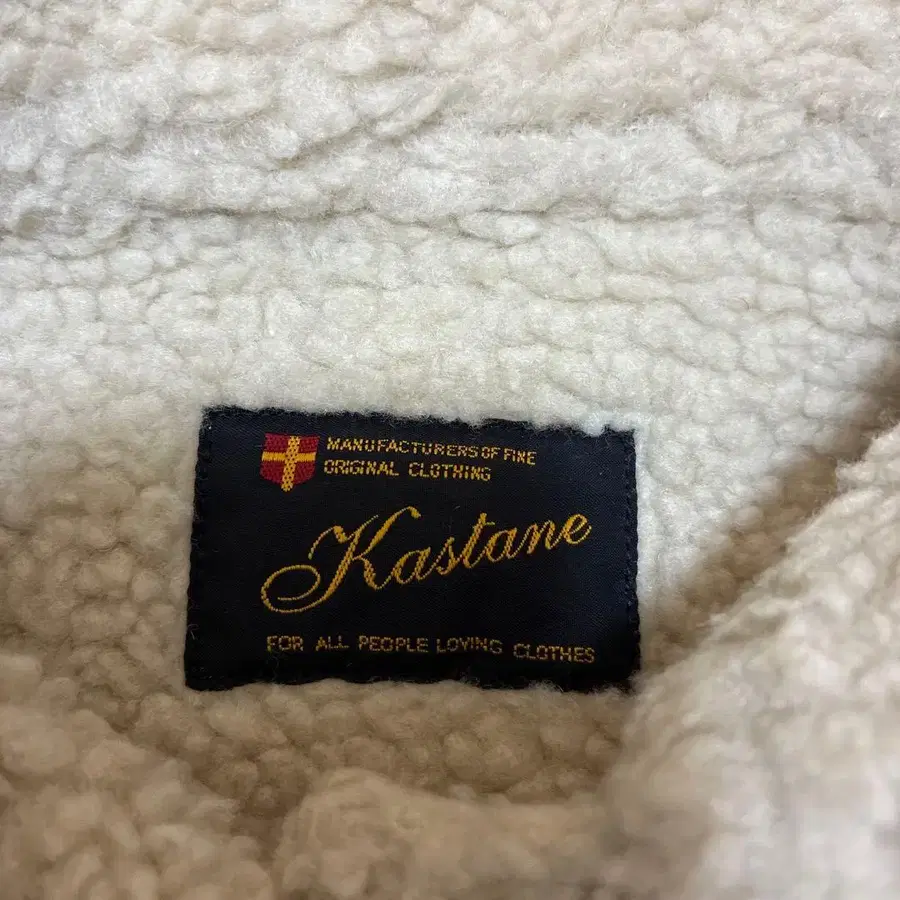 MANUFACTURERS OF FINE
ORIGINAL CLOTHING
Kastane
FOR ALL PEOPLE LOVING CLOTHES